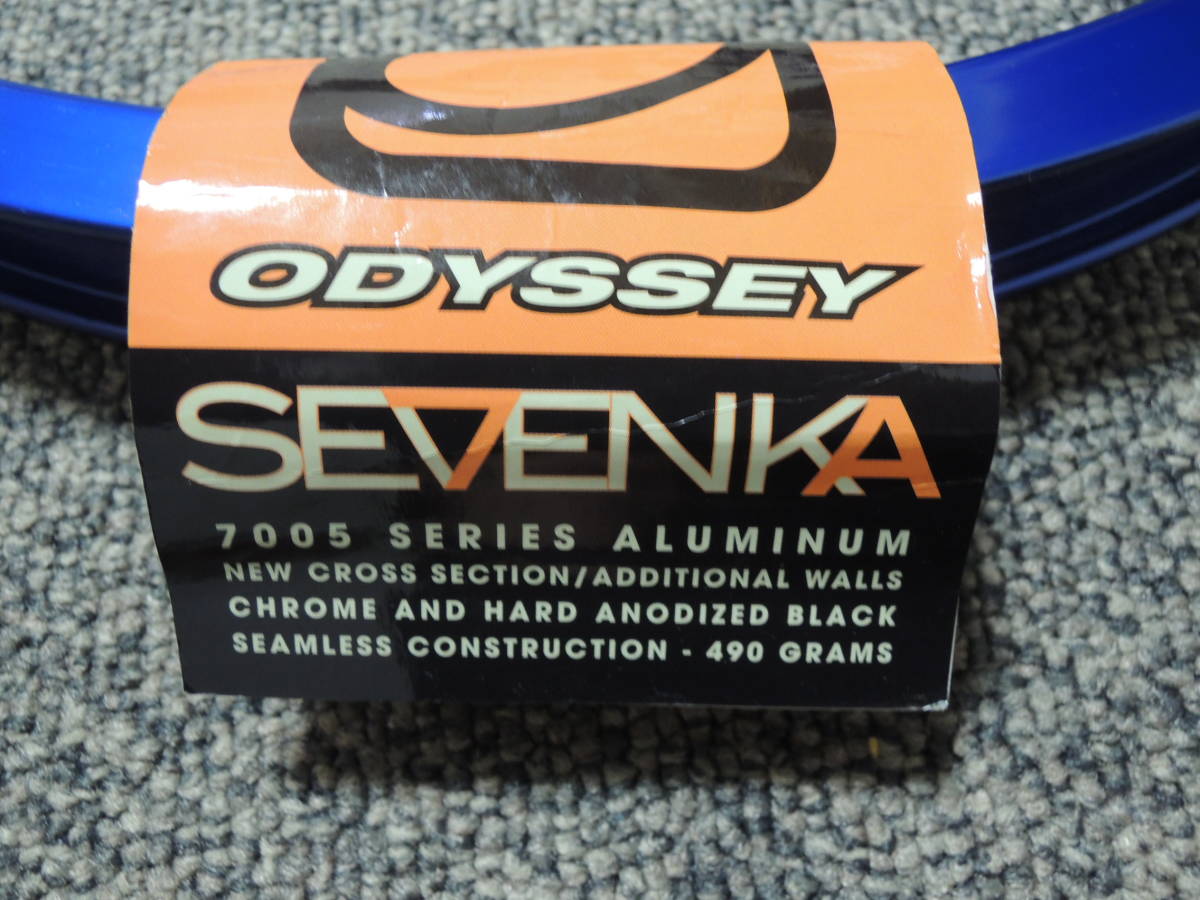 ODYSSEY
SEVENKA
7005 SERIES ALUMINUM
NEW CROSS SECTION/ADDITIONAL WALLS
CHROME AND HARD ANODIZED BLACK
SEAMLESS CONSTRUCTION - 490 GRAMS